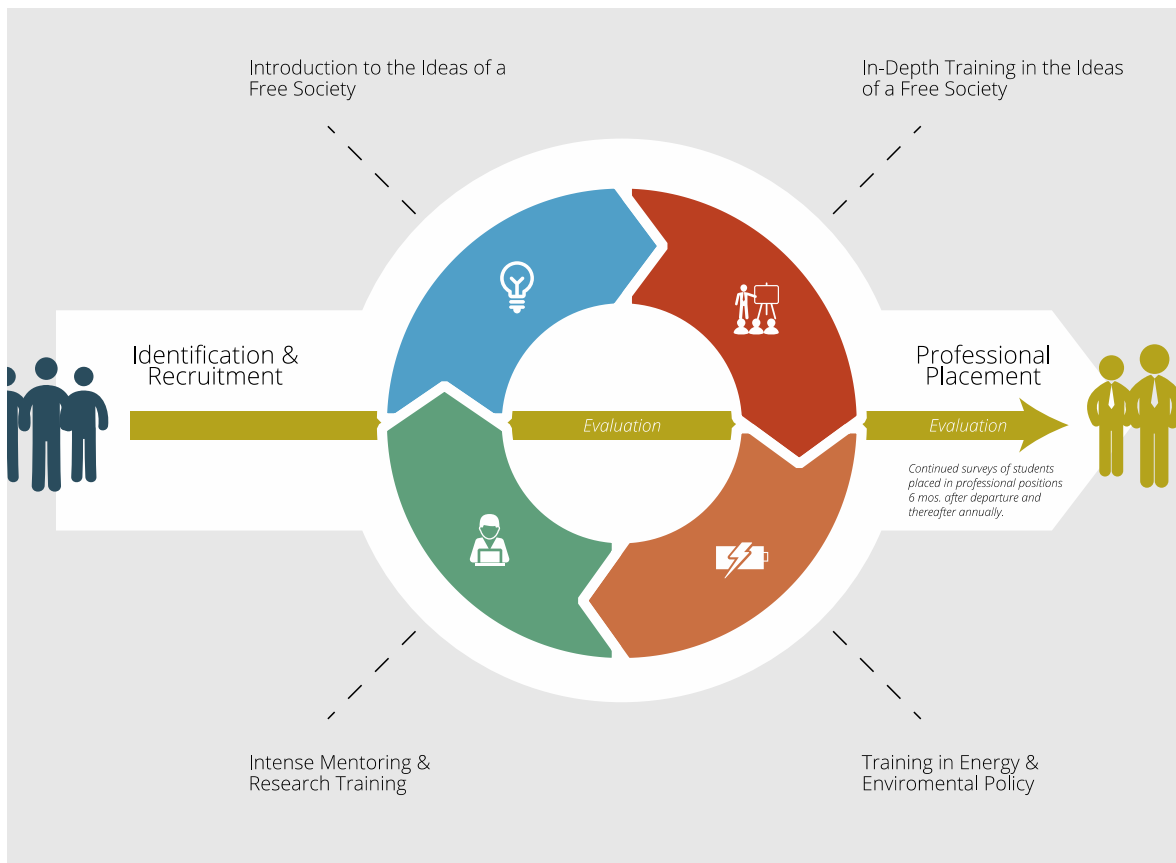 Introduction to the Ideas of a
Free Society
In-Depth Training in the Ideas
of a Free Society
Identification &
Recruitment
Professional
Placement
Evaluation
Evaluation
Continued surveys of students
placed in professional positions
6 mos. after departure and
thereafter annually.
Intense Mentoring &
Research Training
Training in Energy &
Enviromental Policy